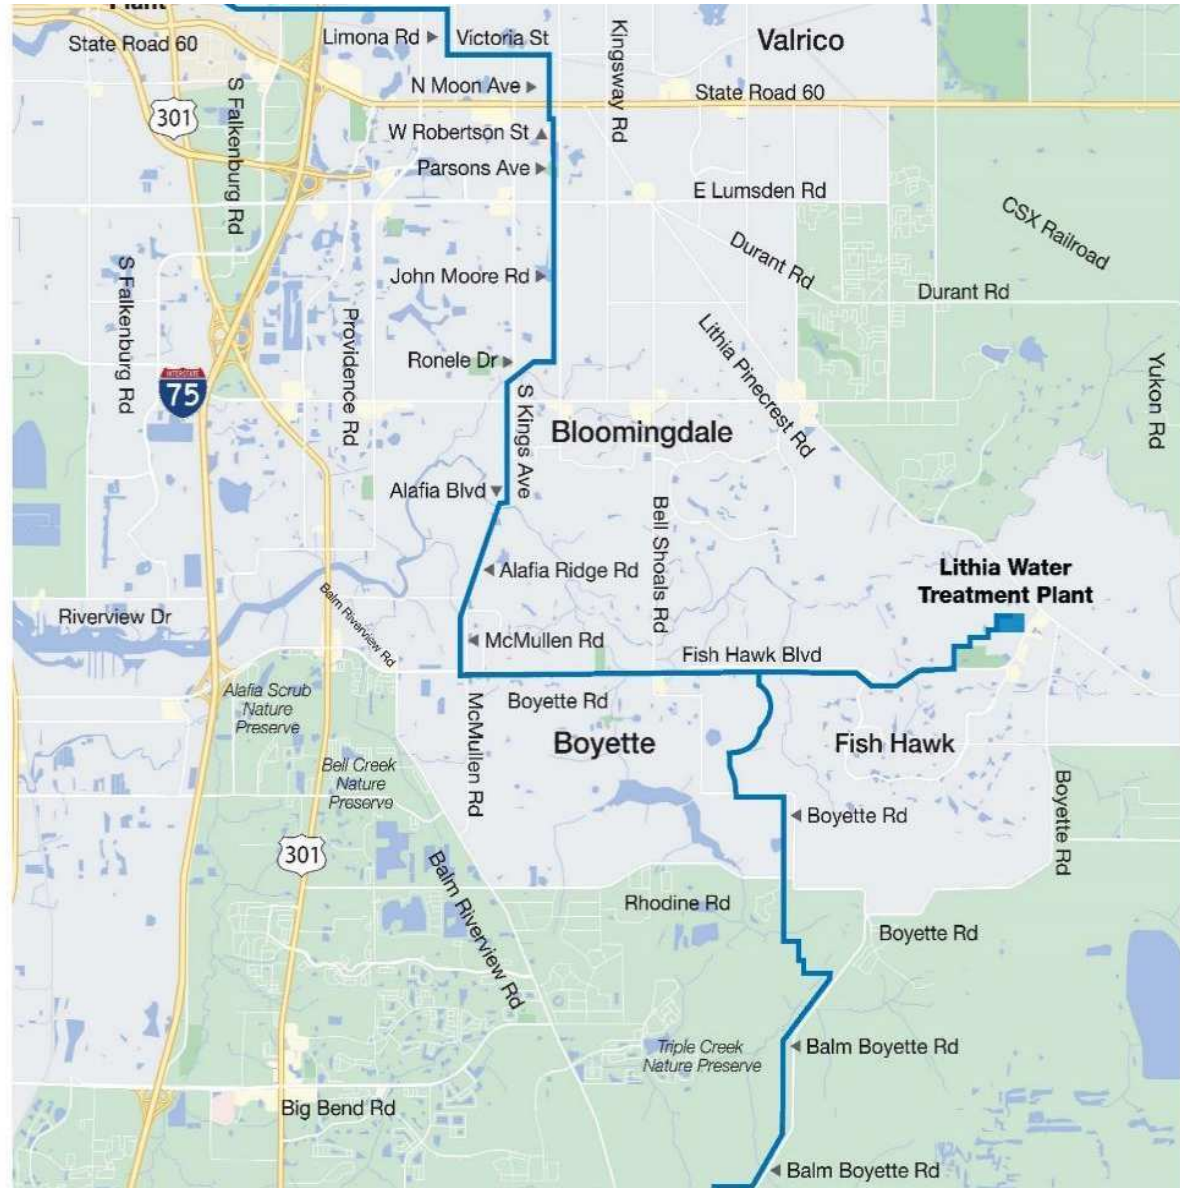 Plant
State Road 60
Limona Rd
Victoria St
Kingsway Rd
Valrico
N Moon Ave
State Road 60
301
S Falkenburg Rd
W Robertson St
Parsons Ave
E Lumsden Rd
CSX Railroad
Durant Rd
John Moore Rd
Durant Rd
S Falkenburg Rd
Providence Rd
Lithia Pinecrest Rd
Ronele Dr
Yukon Rd
INTERSTATE
75
S Kings Ave
Bloomingdale
Alafia Blvd
Bell Shoals Rd
Alafia Ridge Rd
Lithia Water
Treatment Plant
Riverview Dr
Balm Riverview Rd
McMullen Rd
Fish Hawk Blvd
Alafia Scrub
Nature
Preserve
McMullen Rd
Boyette Rd
Boyette
Fish Hawk
Bell Creek
Nature
Preserve
Boyette Rd
Boyette Rd
301
Balm Riverview Rd
Rhodine Rd
Boyette Rd
Triple Creek
Nature Preserve
Balm Boyette Rd
Big Bend Rd
Balm Boyette Rd